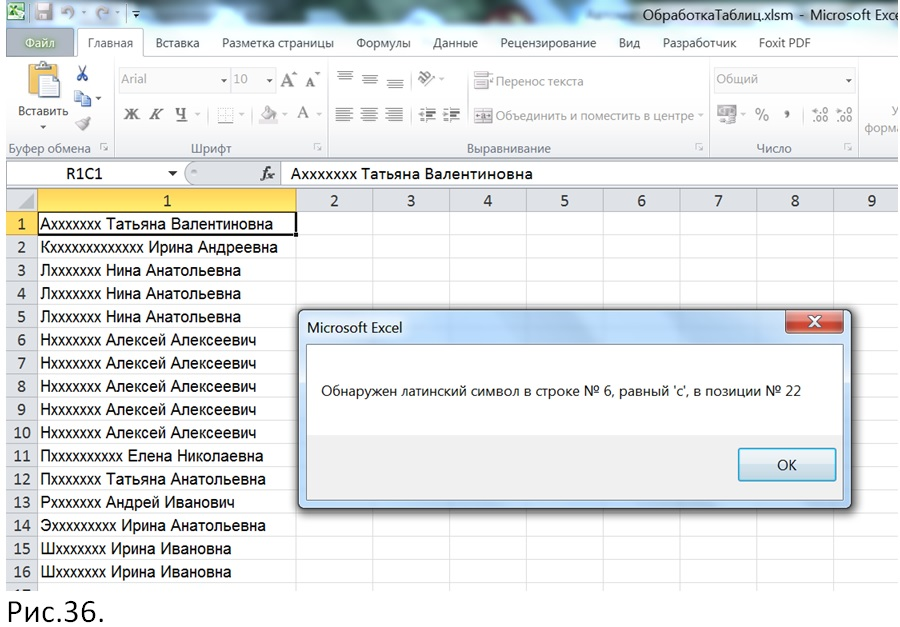 ОбработкаТаблиц.xlsm - Microsoft Exce
Файл Главная Вставка Разметка страницы Формулы Данные Рецензирование Вид Разработчик Foxit PDF
Arial 10 Перенос текста Общий
Вставить Ж К Ч Объединить и поместить в центре % У
форма
Буфер обмена Шрифт Выравнивание Число
R1C1 fx Аxxxxxxx Татьяна Валентиновна
1 2 3 4 5 6 7 8 9
1 Аxxxxxxx Татьяна Валентиновна
2 Кxxxxxxxxxxxxx Ирина Андреевна
3 Лxxxxxxx Нина Анатольевна
4 Лxxxxxxx Нина Анатольевна
5 Лxxxxxxx Нина Анатольевна
6 Нxxxxxxx Алексей Алексеевич
7 Нxxxxxxx Алексей Алексеевич
8 Нxxxxxxx Алексей Алексеевич
9 Нxxxxxxx Алексей Алексеевич
10 Нxxxxxxx Алексей Алексеевич
11 Пxxxxxxxxxx Елена Николаевна
12 Пxxxxxxx Татьяна Анатольевна
13 Рxxxxxxx Андрей Иванович
14 Эxxxxxxxxx Ирина Анатольевна
15 Шxxxxxxx Ирина Ивановна
16 Шxxxxxxx Ирина Ивановна
Microsoft Excel
Обнаружен латинский символ в строке № 6, равный 'c', в позиции № 22
OK
Рис.36.